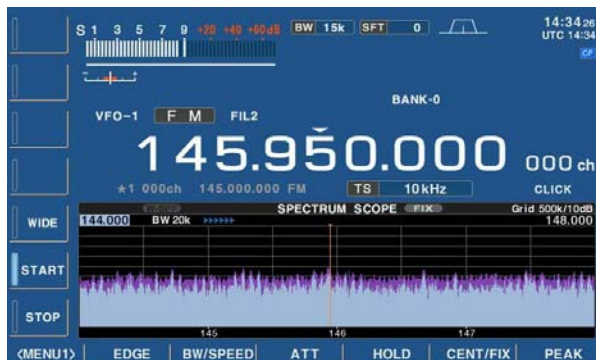 S 1 3 5 7 9 +20 +40 +60dB BW 15k SFT 0 14:34 26
UTC 14:34
CF
BANK-0
VFO-1 FM FIL2
145.950.000 000 ch
★1 000ch 145.000.000 FM TS 10kHz CLICK
SPECTRUM SCOPE FIX Grid 500k/10dB
WIDE 144.000 BW 20k »»»» 148.000
START
STOP
145 146 147
<MENU1> EDGE BW/SPEED ATT HOLD CENT/FIX PEAK